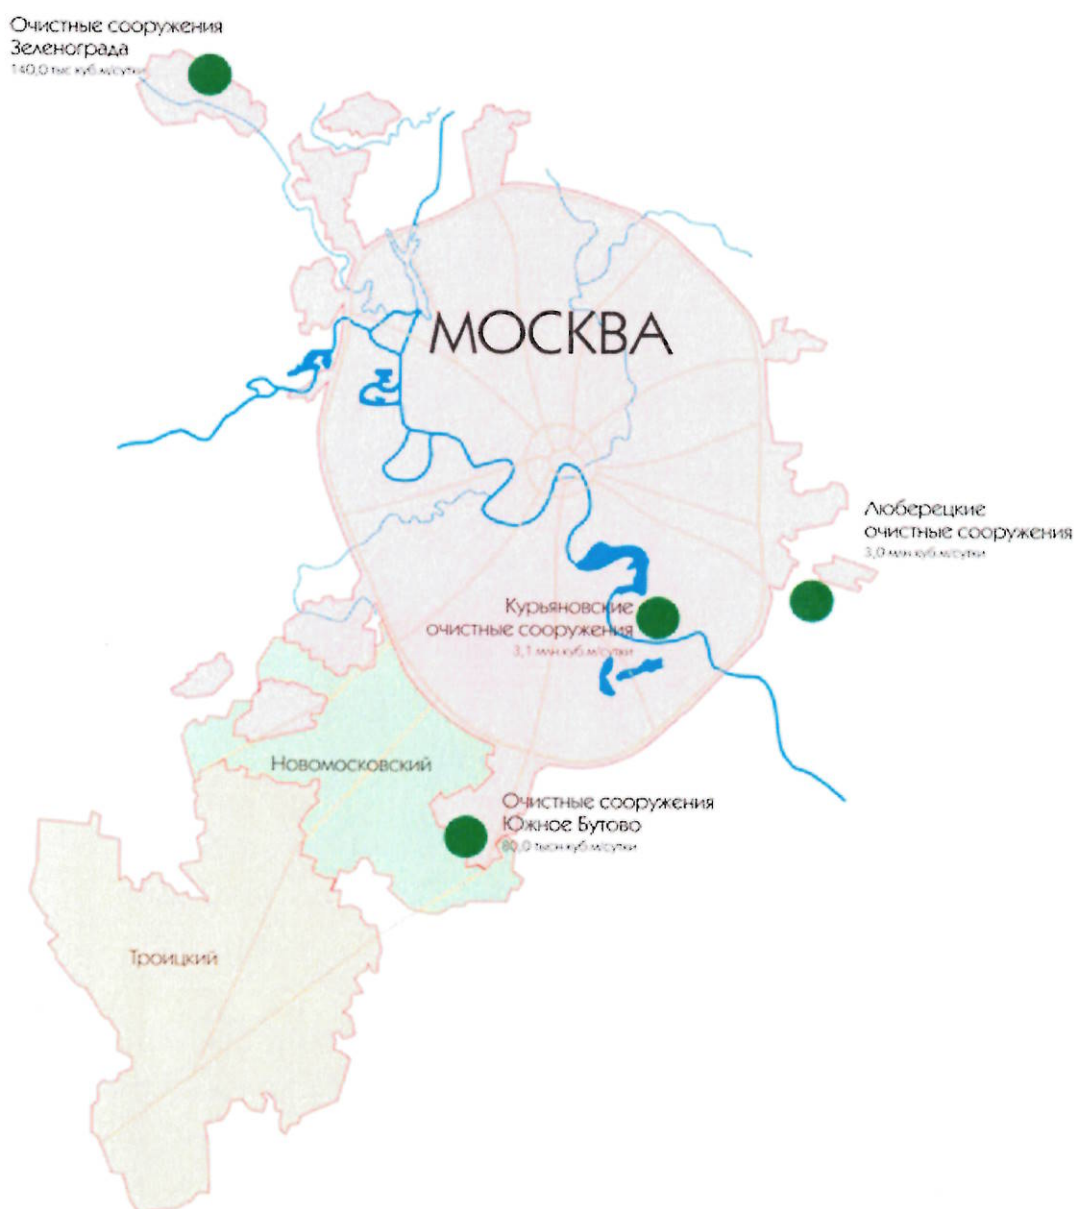 Очистные сооружения
Зеленограда
140,0 тыс куб.м/сутки
МОСКВА
Люберецкие
очистные сооружения
3,0 млн куб.м/сутки
Курьяновские
очистные сооружения
3,1 млн куб.м/сутки
Новомосковский
Очистные сооружения
Южное Бутово
80,0 тысн куб.м/сутки
Троицкий